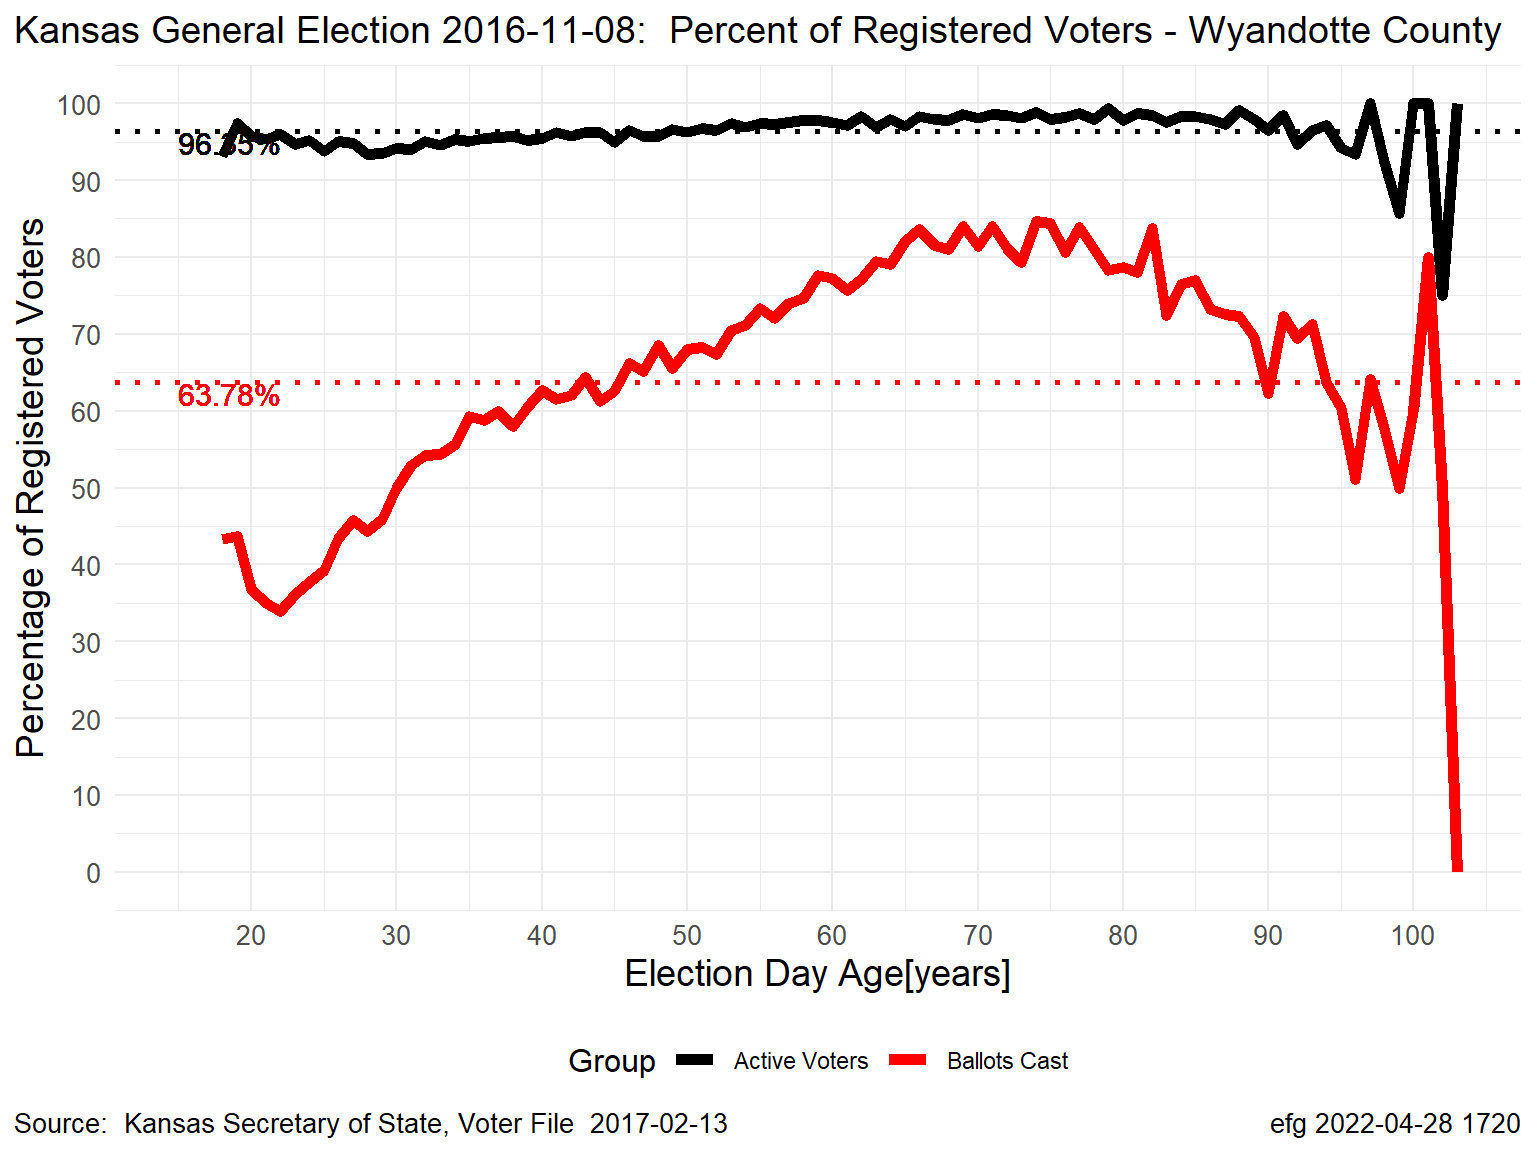 Kansas General Election 2016-11-08:  Percent of Registered Voters - Wyandotte County
Percentage of Registered Voters
100
90
80
70
60
50
40
30
20
10
0
96.35%
63.78%
20 30 40 50 60 70 80 90 100
Election Day Age[years]
Group Active Voters Ballots Cast
Source:  Kansas Secretary of State, Voter File  2017-02-13
efg 2022-04-28 1720